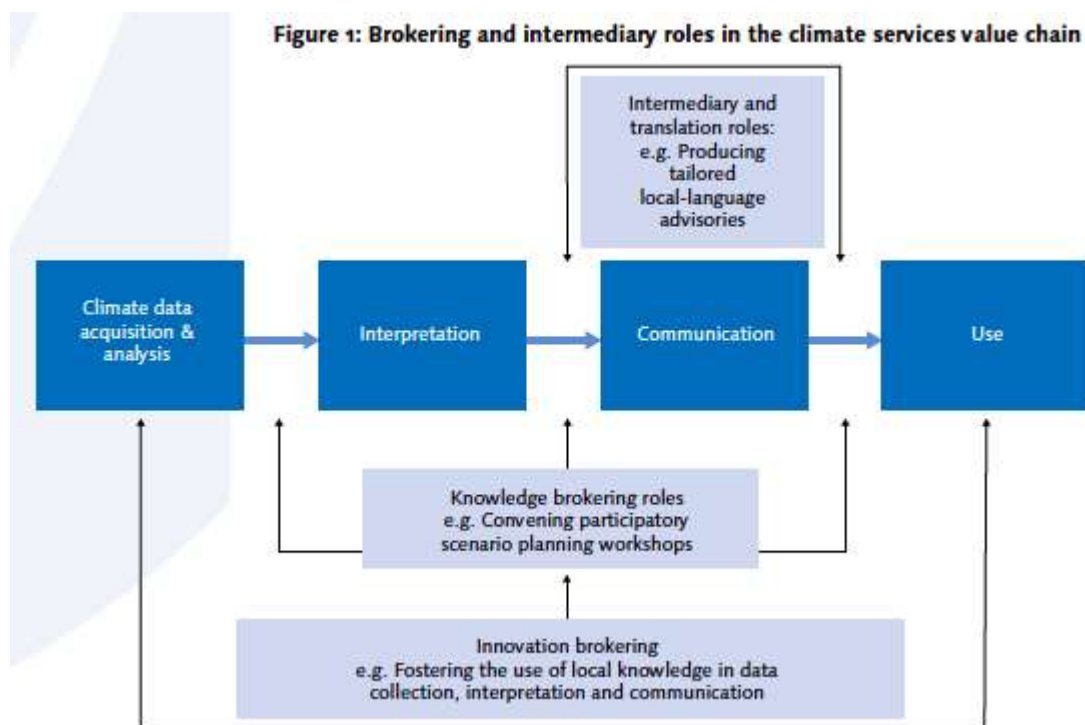 Figure 1: Brokering and intermediary roles in the climate services value chain
Intermediary and
translation roles:
e.g. Producing
tailored
local-language
advisories
Climate data
acquisition &
analysis
Interpretation
Communication
Use
Knowledge brokering roles
e.g. Convening participatory
scenario planning workshops
Innovation brokering
e.g. Fostering the use of local knowledge in data
collection, interpretation and communication